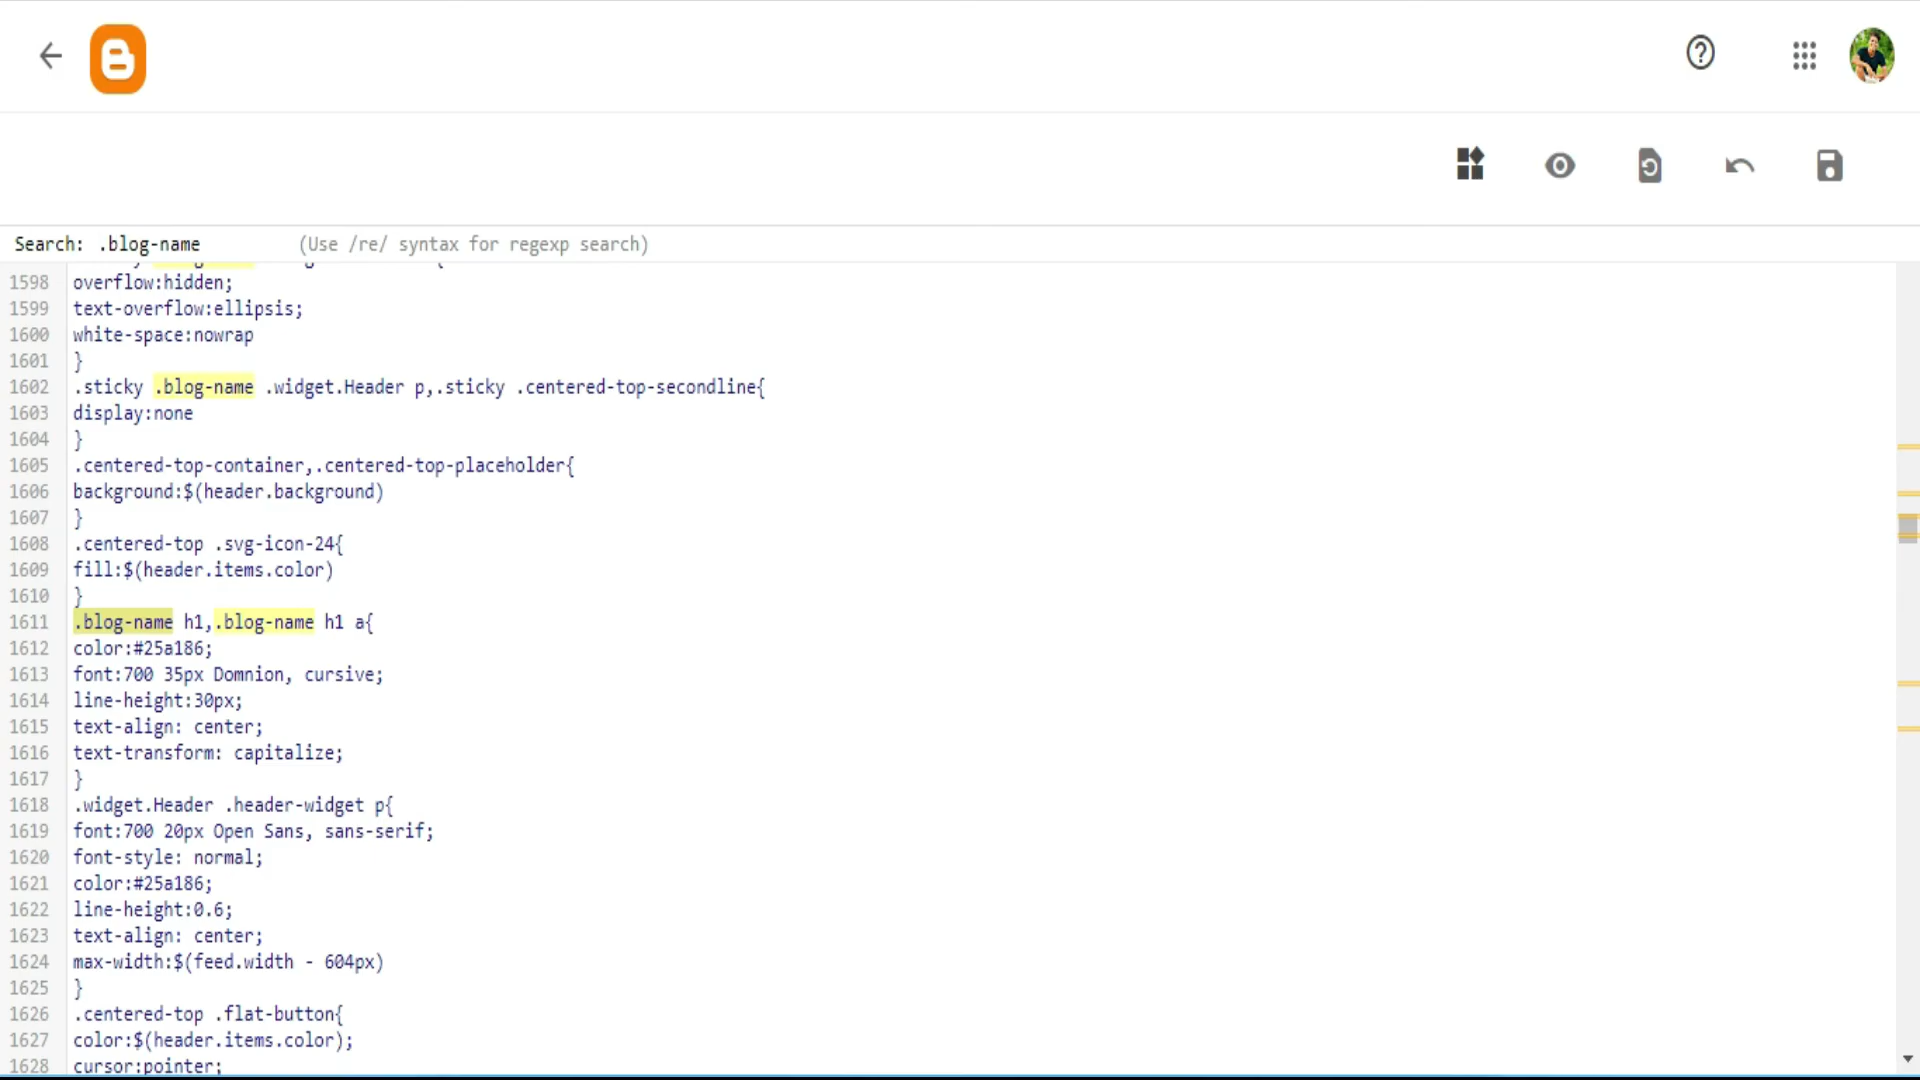 Search: .blog-name (Use /re/ syntax for regexp search)
1598 overflow:hidden;
1599 text-overflow:ellipsis;
1600 white-space:nowrap
1601 }
1602 .sticky .blog-name .widget.Header p,.sticky .centered-top-secondline{
1603 display:none
1604 }
1605 .centered-top-container,.centered-top-placeholder{
1606 background:$(header.background)
1607 }
1608 .centered-top .svg-icon-24{
1609 fill:$(header.items.color)
1610 }
1611 .blog-name h1,.blog-name h1 a{
1612 color:#25a186;
1613 font:700 35px Domnion, cursive;
1614 line-height:30px;
1615 text-align: center;
1616 text-transform: capitalize;
1617 }
1618 .widget.Header .header-widget p{
1619 font:700 20px Open Sans, sans-serif;
1620 font-style: normal;
1621 color:#25a186;
1622 line-height:0.6;
1623 text-align: center;
1624 max-width:$(feed.width - 604px)
1625 }
1626 .centered-top .flat-button{
1627 color:$(header.items.color);
1628 cursor:pointer;